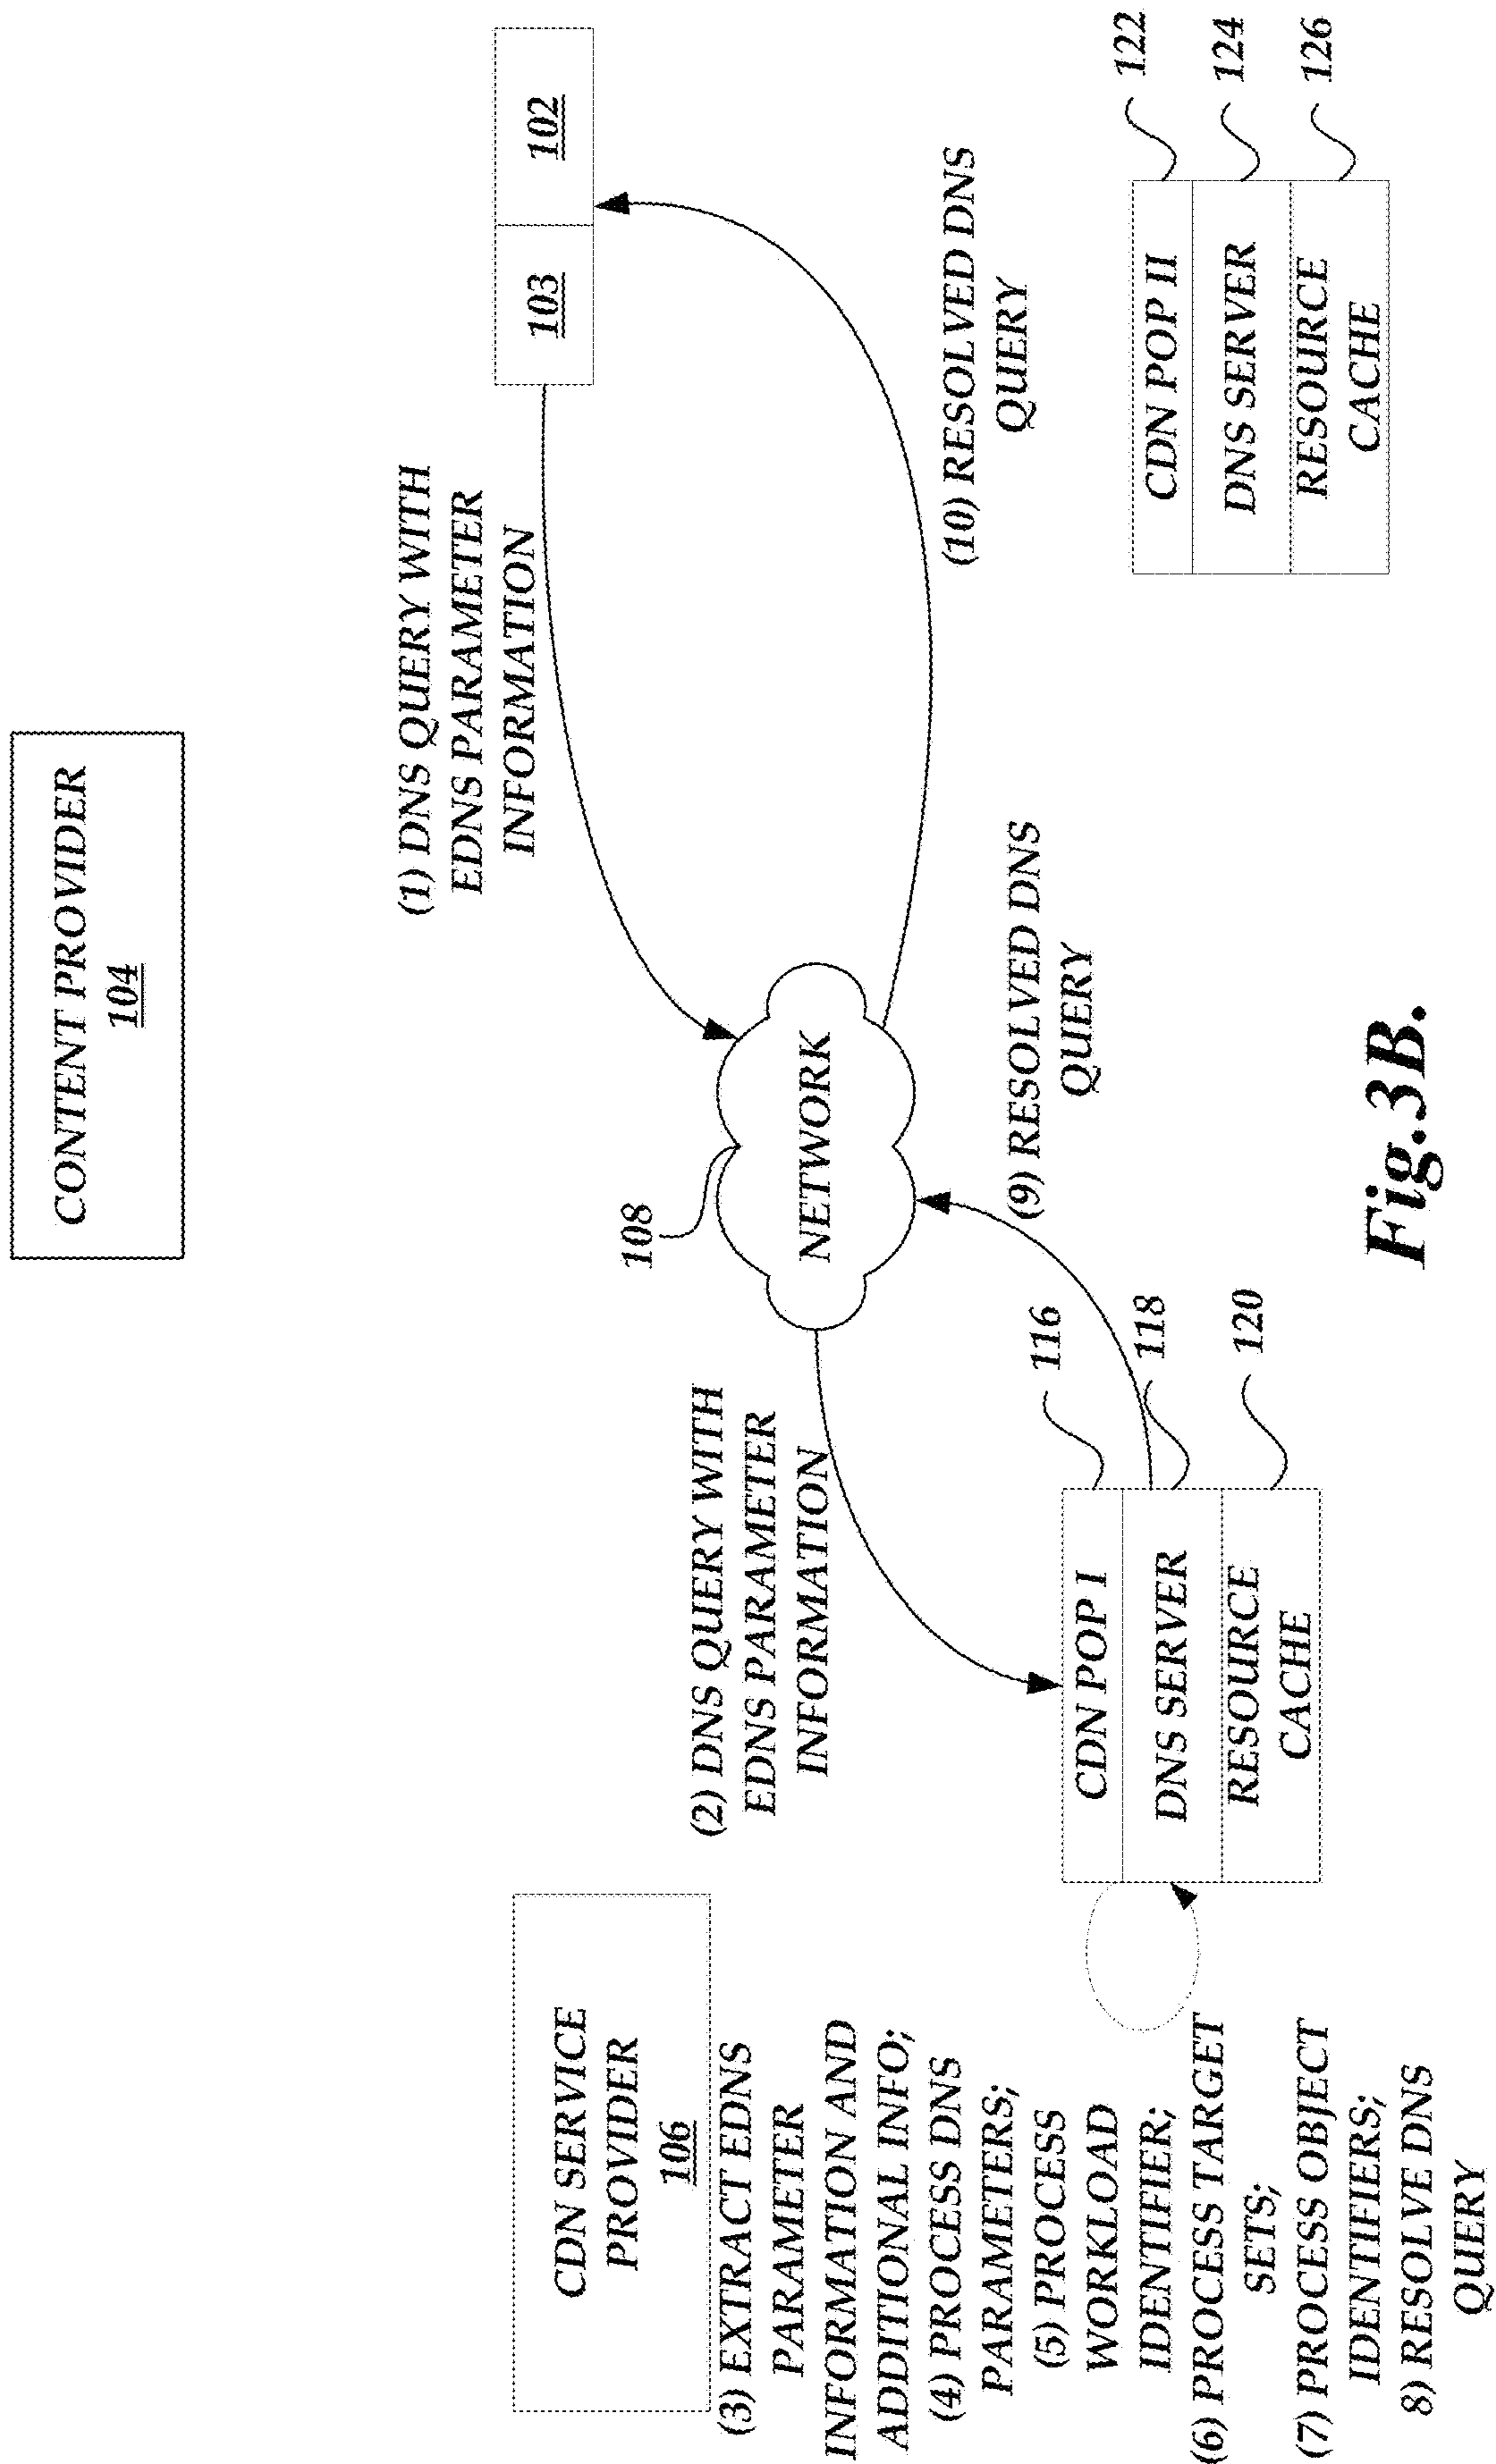 CONTENT PROVIDER
104
102
103
(1) DNS QUERY WITH
EDNS PARAMETER
INFORMATION
108
NETWORK
(2) DNS QUERY WITH
EDNS PARAMETER
INFORMATION
CDN SERVICE
PROVIDER
106
(3) EXTRACT EDNS
PARAMETER
INFORMATION AND
ADDITIONAL INFO;
(4) PROCESS DNS
PARAMETERS;
(5) PROCESS
WORKLOAD
IDENTIFIER;
(6) PROCESS TARGET
SETS;
(7) PROCESS OBJECT
IDENTIFIERS;
8) RESOLVE DNS
QUERY
CDN POP I
DNS SERVER
RESOURCE
CACHE
116
118
120
(9) RESOLVED DNS
QUERY
(10) RESOLVED DNS
QUERY
CDN POP II
DNS SERVER
RESOURCE
CACHE
122
124
126
Fig.3B.